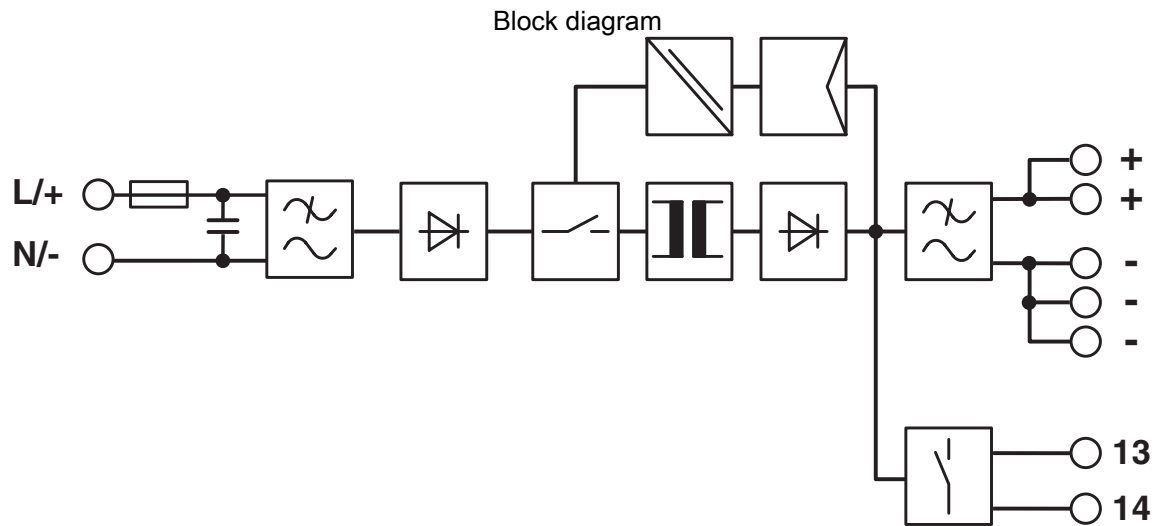 Block diagram
L/+
N/-
+
+
-
-
-
13
14